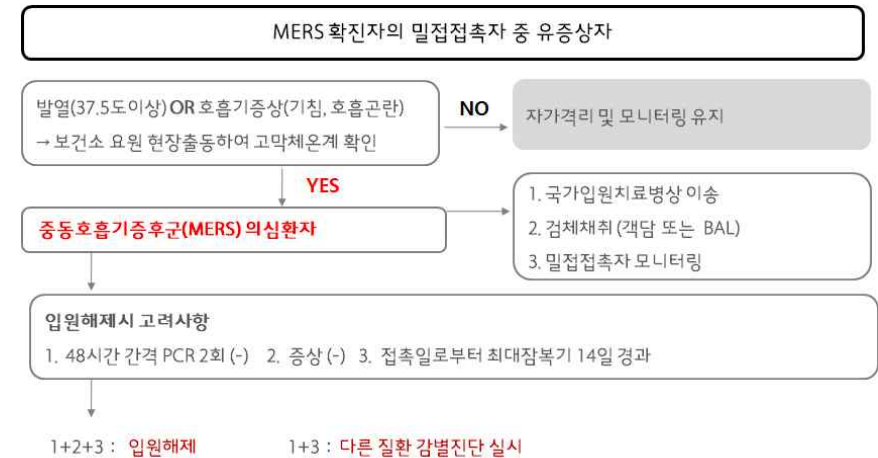 MERS 확진자의 밀접접촉자 중 유증상자
발열(37.5도이상) OR 호흡기증상(기침, 호흡곤란)
→ 보건소 요원 현장출동하여 고막체온계 확인
NO
자가격리 및 모니터링 유지
YES
중동호흡기증후군(MERS) 의심환자
1. 국가입원치료병상 이송
2. 검체채취 (객담 또는 BAL)
3. 밀접접촉자 모니터링
입원해제시 고려사항
1. 48시간 간격 PCR 2회 (-) 2. 증상 (-) 3. 접촉일로부터 최대잠복기 14일 경과
1+2+3 : 입원해제 1+3 : 다른 질환 감별진단 실시